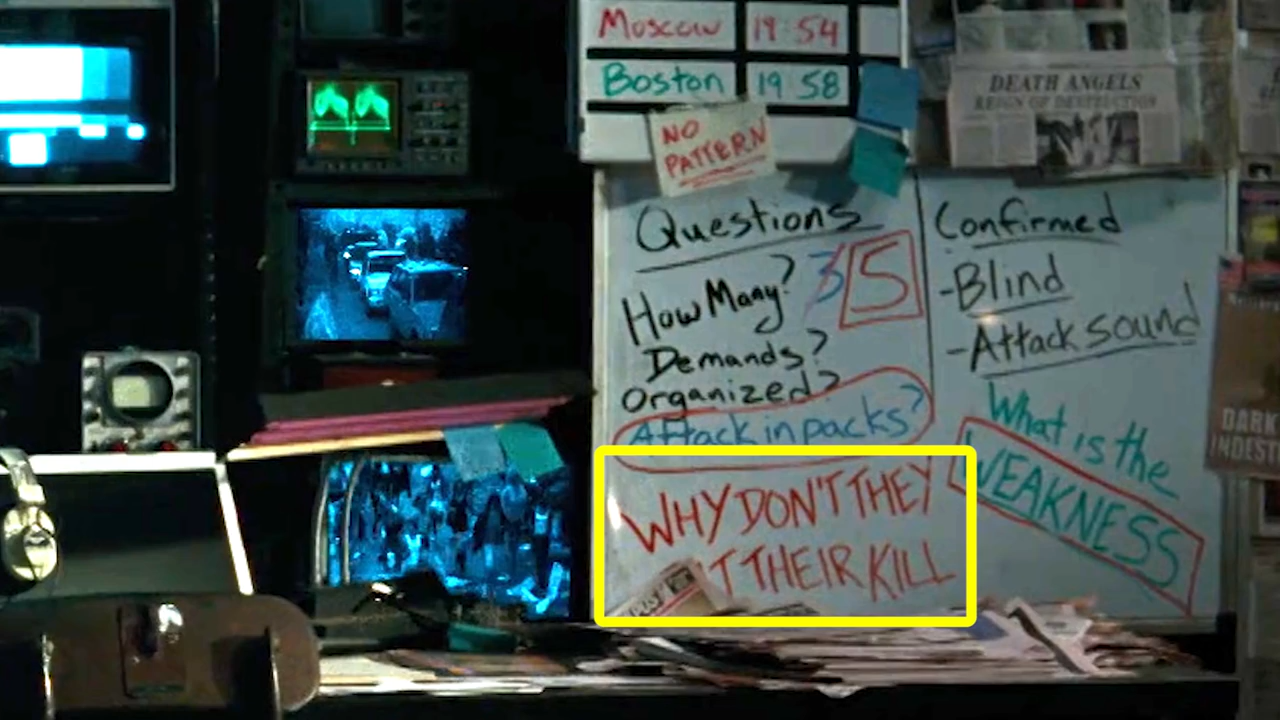 Moscow 19:54
Boston 19 58
NO
PATTERN
DEATH ANGELS
REIGN OF DESTRUCTION
Questions
How Many? 3 5
Demands?
Organized?
Attack in packs?
WHY DON'T THEY
T THEIR KILL
Confirmed
-Blind
-Attack sound
What is the
WEAKNESS
DARK
INDEST